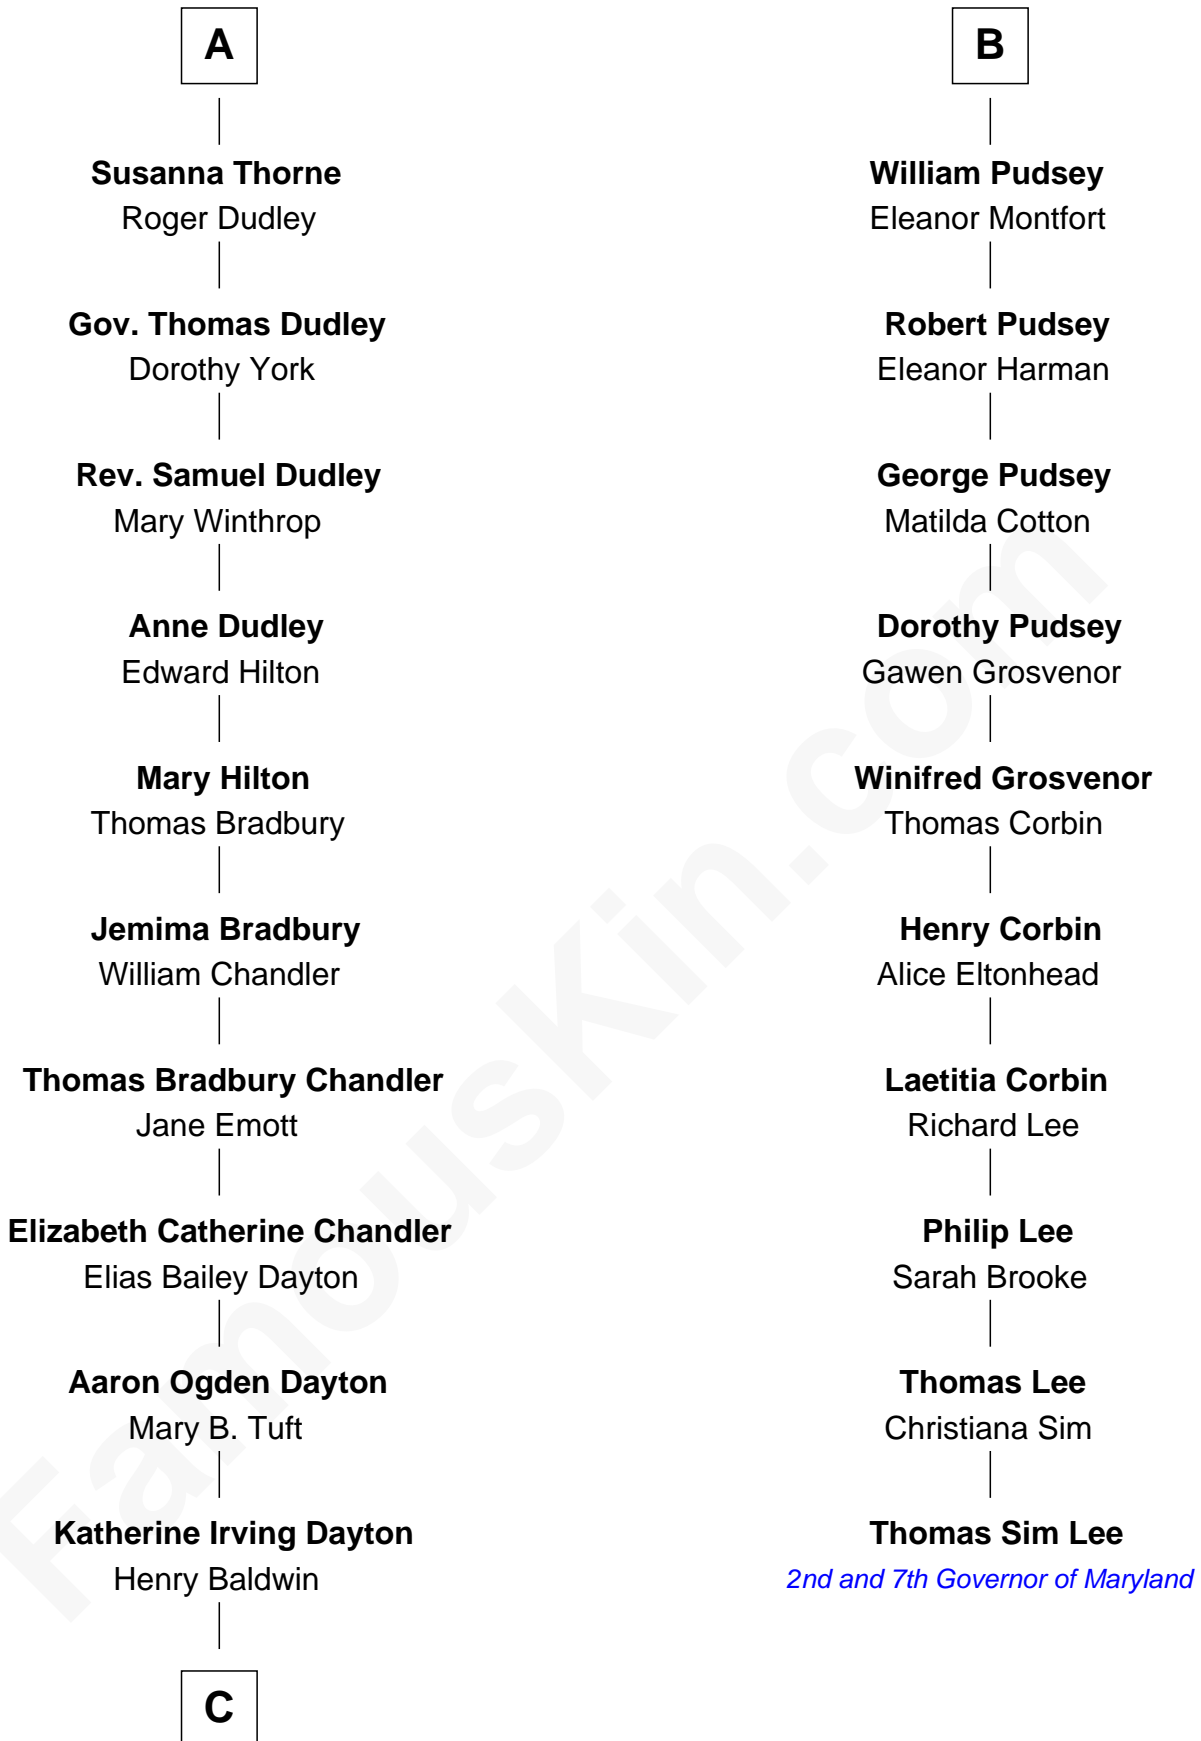 A
Susanna Thorne
Roger Dudley
Gov. Thomas Dudley
Dorothy York
Rev. Samuel Dudley
Mary Winthrop
Anne Dudley
Edward Hilton
Mary Hilton
Thomas Bradbury
Jemima Bradbury
William Chandler
Thomas Bradbury Chandler
Jane Emott
Elizabeth Catherine Chandler
Elias Bailey Dayton
Aaron Ogden Dayton
Mary B. Tuft
Katherine Irving Dayton
Henry Baldwin
C
B
William Pudsey
Eleanor Montfort
Robert Pudsey
Eleanor Harman
George Pudsey
Matilda Cotton
Dorothy Pudsey
Gawen Grosvenor
Winifred Grosvenor
Thomas Corbin
Henry Corbin
Alice Eltonhead
Laetitia Corbin
Richard Lee
Philip Lee
Sarah Brooke
Thomas Lee
Christiana Sim
Thomas Sim Lee
2nd and 7th Governor of Maryland
FamousKin.com